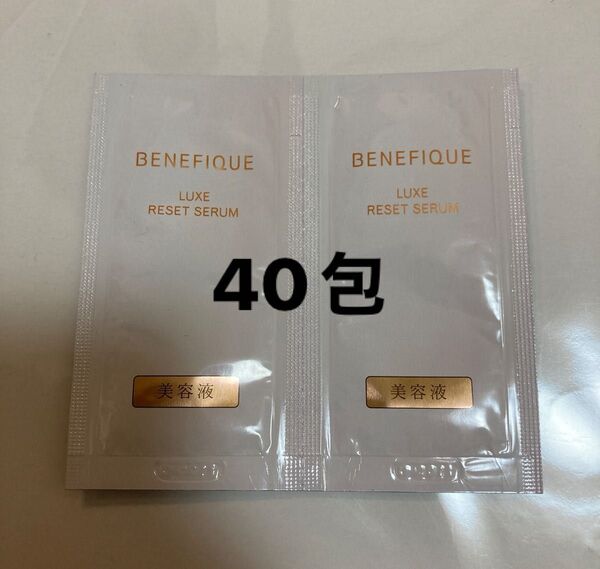 BENEFIQUE
LUXE
RESET SERUM
美容液
BENEFIQUE
LUXE
RESET SERUM
美容液
40包